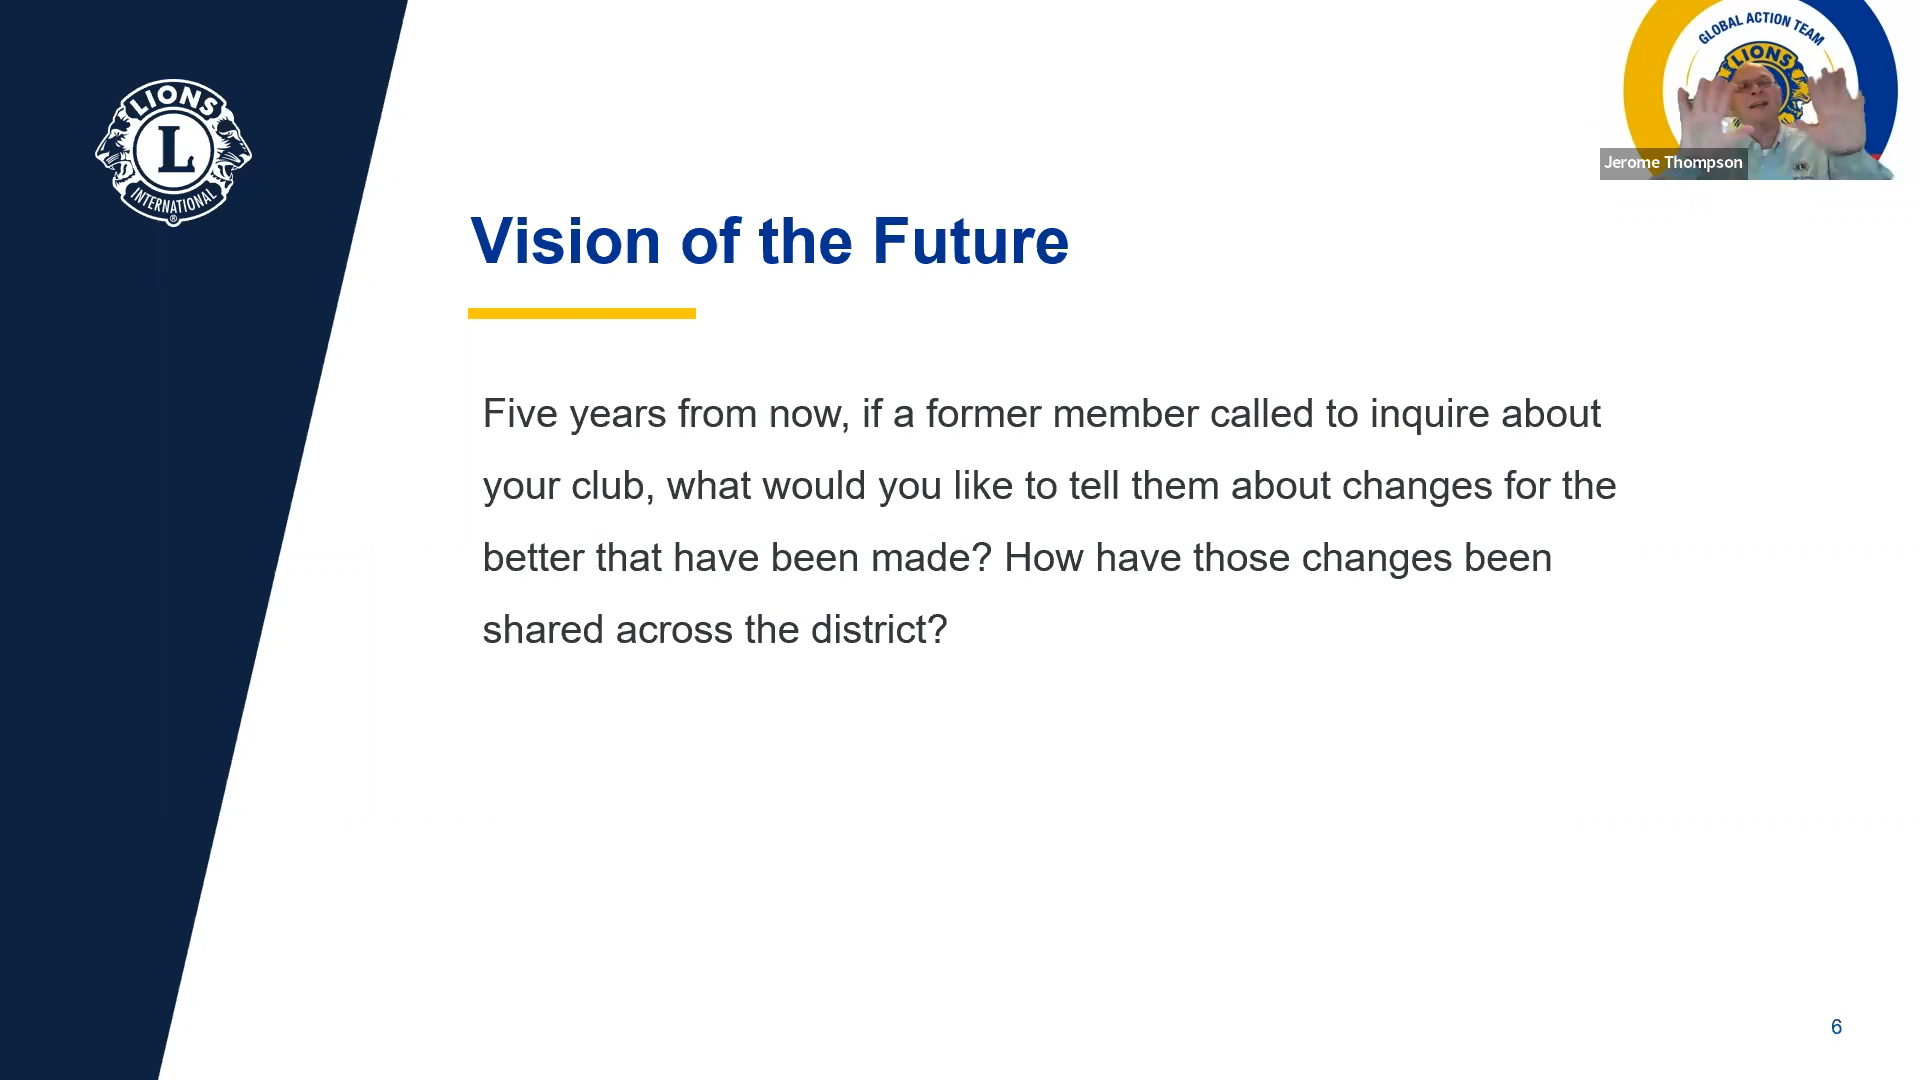 LIONS
L
INTERNATIONAL
®
GLOBAL ACTION TEAM
LIONS
Jerome Thompson
Vision of the Future
Five years from now, if a former member called to inquire about
your club, what would you like to tell them about changes for the
better that have been made? How have those changes been
shared across the district?
6